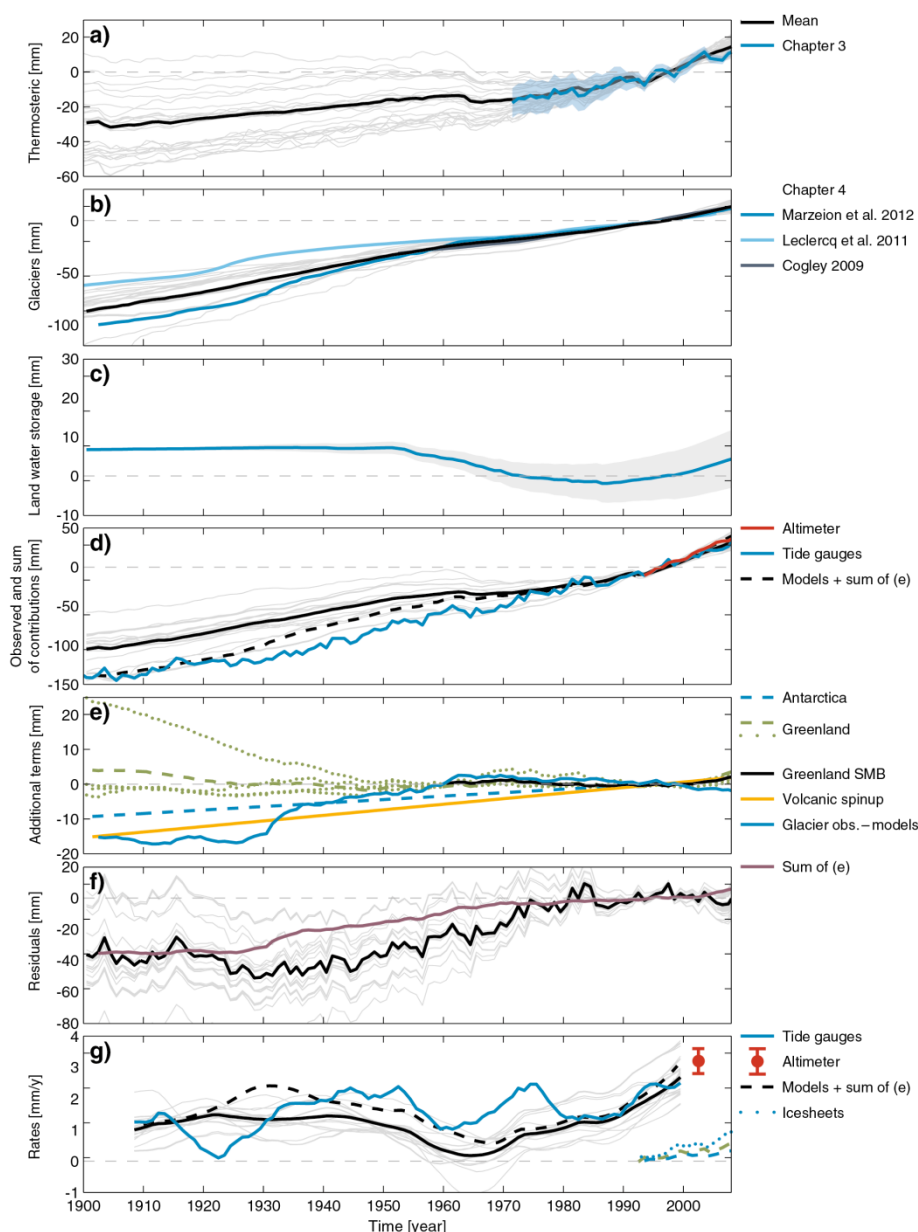 a)
Thermosteric [mm]
20
0
-20
-40
-60
Mean
Chapter 3
b)
Glaciers [mm]
0
-50
-100
Chapter 4
Marzeion et al. 2012
Leclercq et al. 2011
Cogley 2009
c)
Land water storage [mm]
30
20
10
0
-10
d)
Observed and sum
of contributions [mm]
50
0
-50
-100
-150
Altimeter
Tide gauges
Models + sum of (e)
e)
Additional terms [mm]
20
10
0
-10
-20
Antarctica
Greenland
Greenland SMB
Volcanic spinup
Glacier obs.–models
f)
Residuals [mm]
20
0
-20
-40
-60
-80
Sum of (e)
g)
Rates [mm/y]
4
3
2
1
0
-1
Tide gauges
Altimeter
Models + sum of (e)
Icesheets
1900 1910 1920 1930 1940 1950 1960 1970 1980 1990 2000
Time [year]